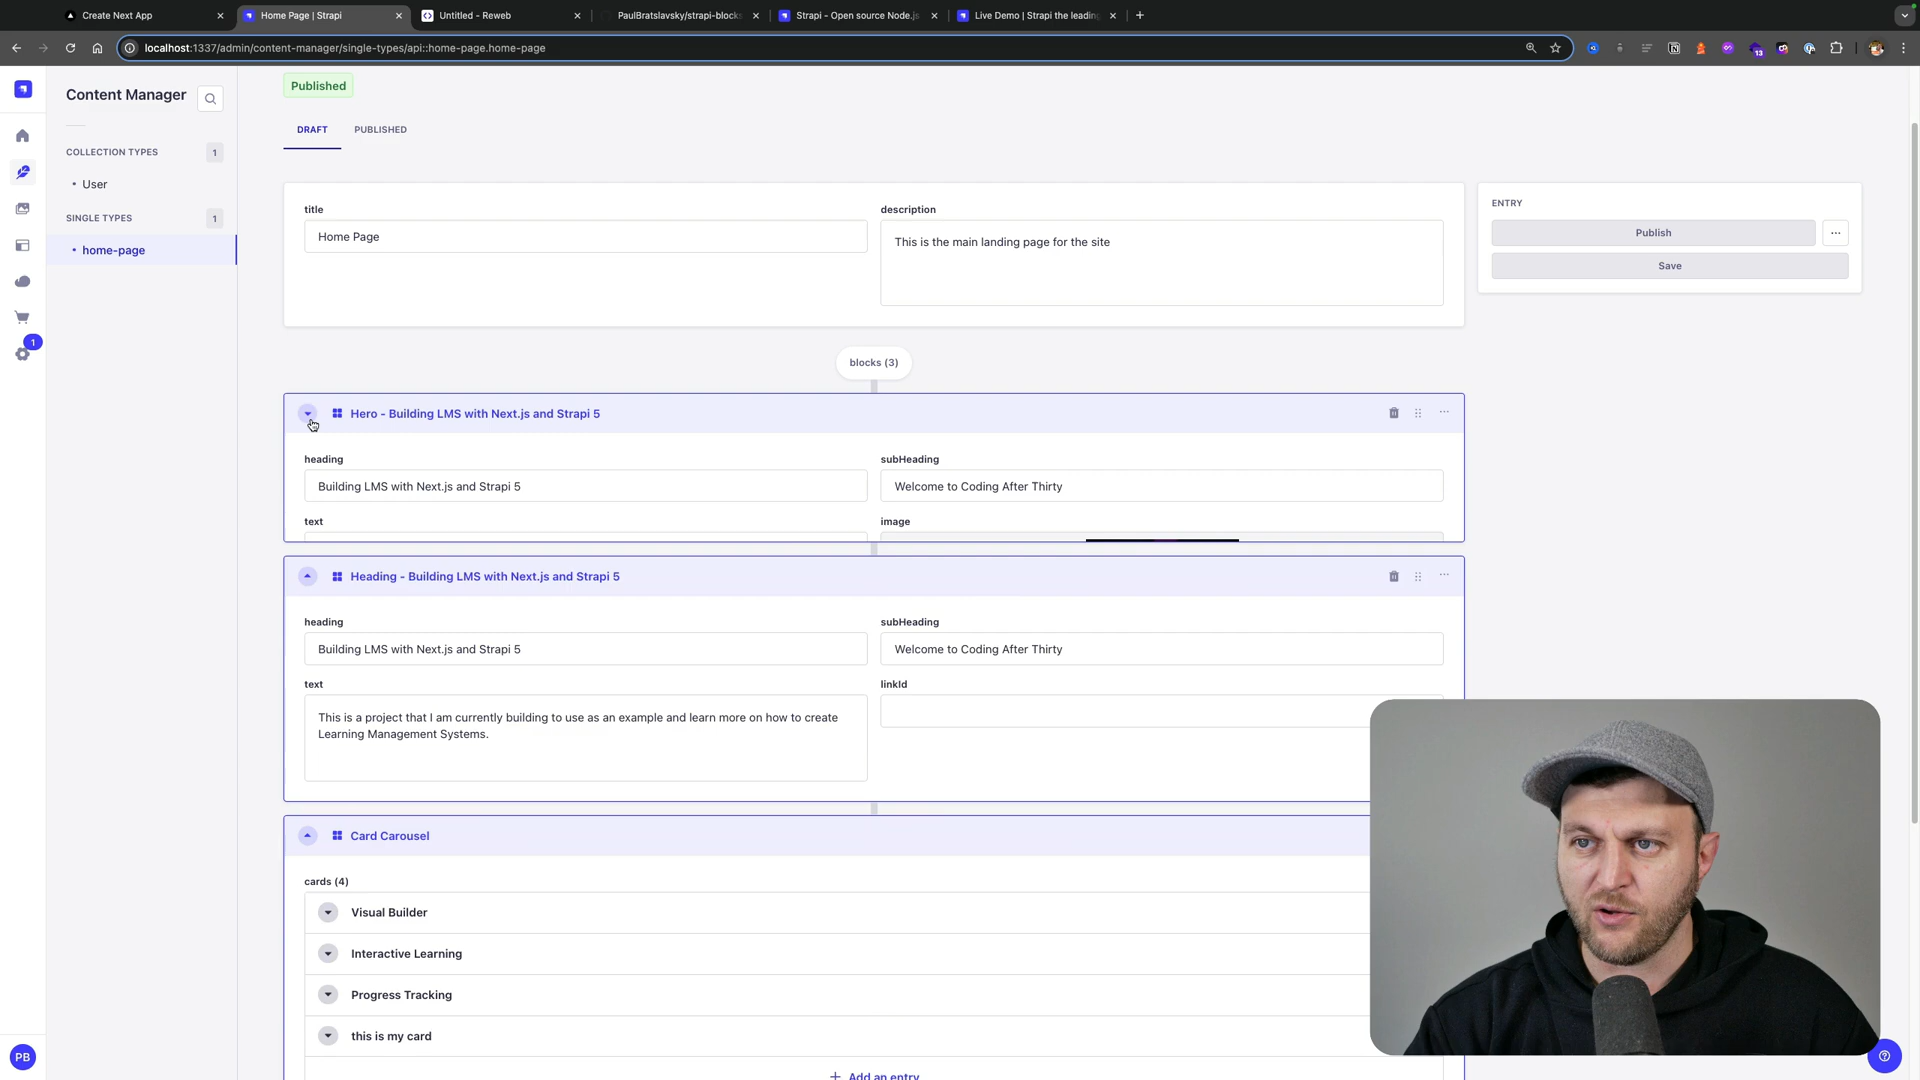 Create Next App
Home Page | Strapi
Untitled - Reweb
PaulBratslavsky/strapi-block
Strapi - Open source Node.js
Live Demo | Strapi the leading
localhost:1337/admin/content-manager/single-types/api::home-page.home-page
13
Content Manager
COLLECTION TYPES 1
User
SINGLE TYPES 1
home-page
1
PB
Published
DRAFT PUBLISHED
title
Home Page
description
This is the main landing page for the site
ENTRY
Publish
Save
blocks (3)
Hero - Building LMS with Next.js and Strapi 5
heading
Building LMS with Next.js and Strapi 5
subHeading
Welcome to Coding After Thirty
text
image
Heading - Building LMS with Next.js and Strapi 5
heading
Building LMS with Next.js and Strapi 5
subHeading
Welcome to Coding After Thirty
text
This is a project that I am currently building to use as an example and learn more on how to create
Learning Management Systems.
linkId
Card Carousel
cards (4)
Visual Builder
Interactive Learning
Progress Tracking
this is my card
Add an entry